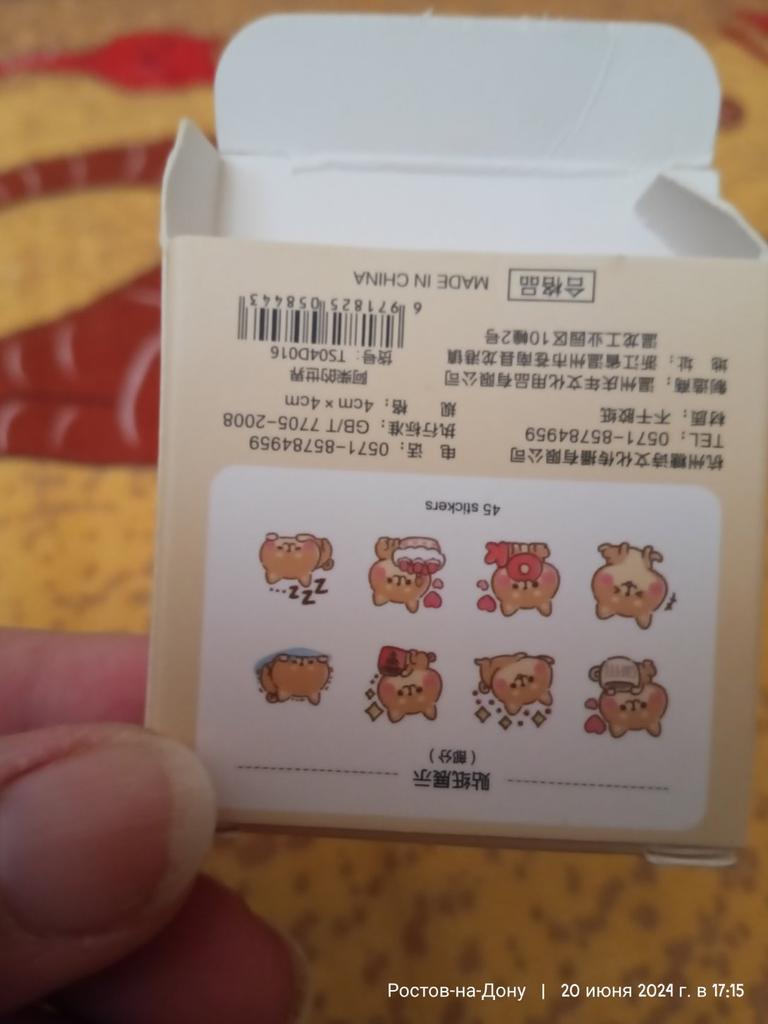 贴纸展示
（部分）
OK
zzz...
45 stickers
杭州糖诗文化传播有限公司
TEL：0571-85784959
材质：不干胶纸
电 话：0571-85784959
执行标准：GB/T 7705-2008
规 格：4cm×4cm
制造商：温州庆年文化用品有限公司
地 址：浙江省温州市苍南县龙港镇
温龙工业园区10幢2号
阿柴的世界
货号：TS04D016
6 971825 058443
合格品
MADE IN CHINA
Ростов-на-Дону | 20 июня 2024 г. в 17:15